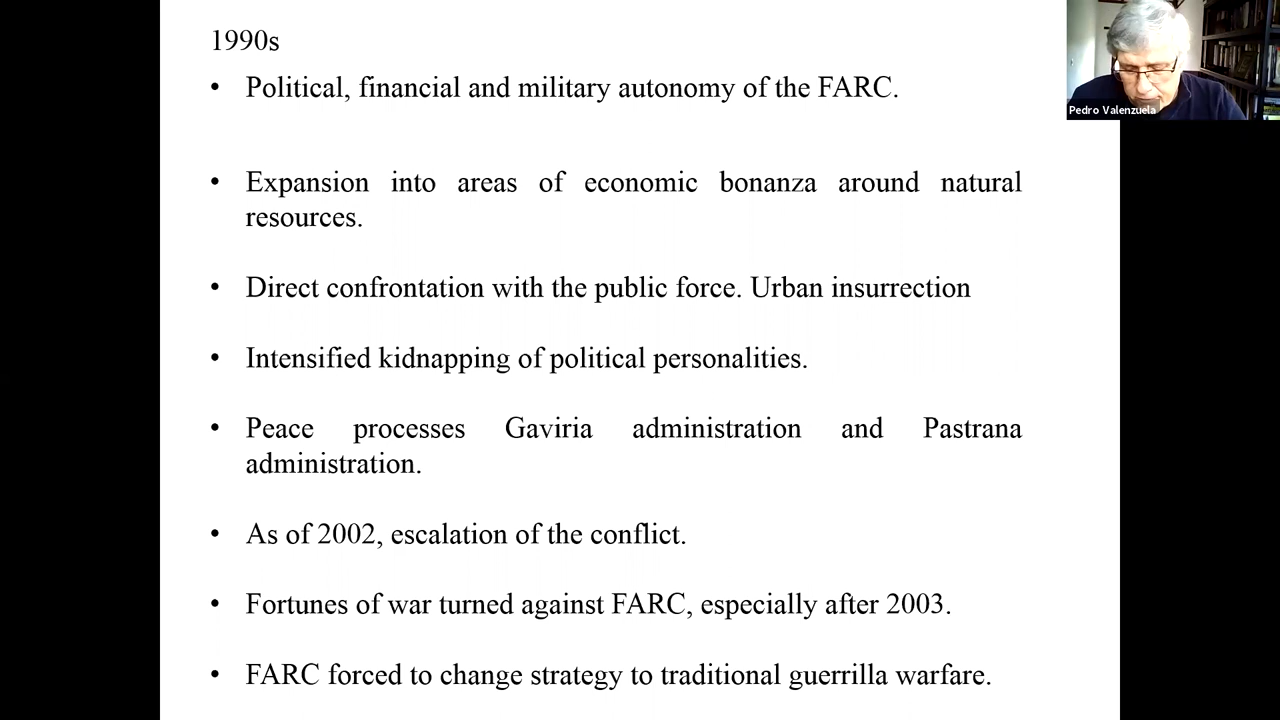 1990s
• Political, financial and military autonomy of the FARC.
• Expansion into areas of economic bonanza around natural
resources.
• Direct confrontation with the public force. Urban insurrection
• Intensified kidnapping of political personalities.
• Peace processes Gaviria administration and Pastrana
administration.
• As of 2002, escalation of the conflict.
• Fortunes of war turned against FARC, especially after 2003.
• FARC forced to change strategy to traditional guerrilla warfare.
Pedro Valenzuela